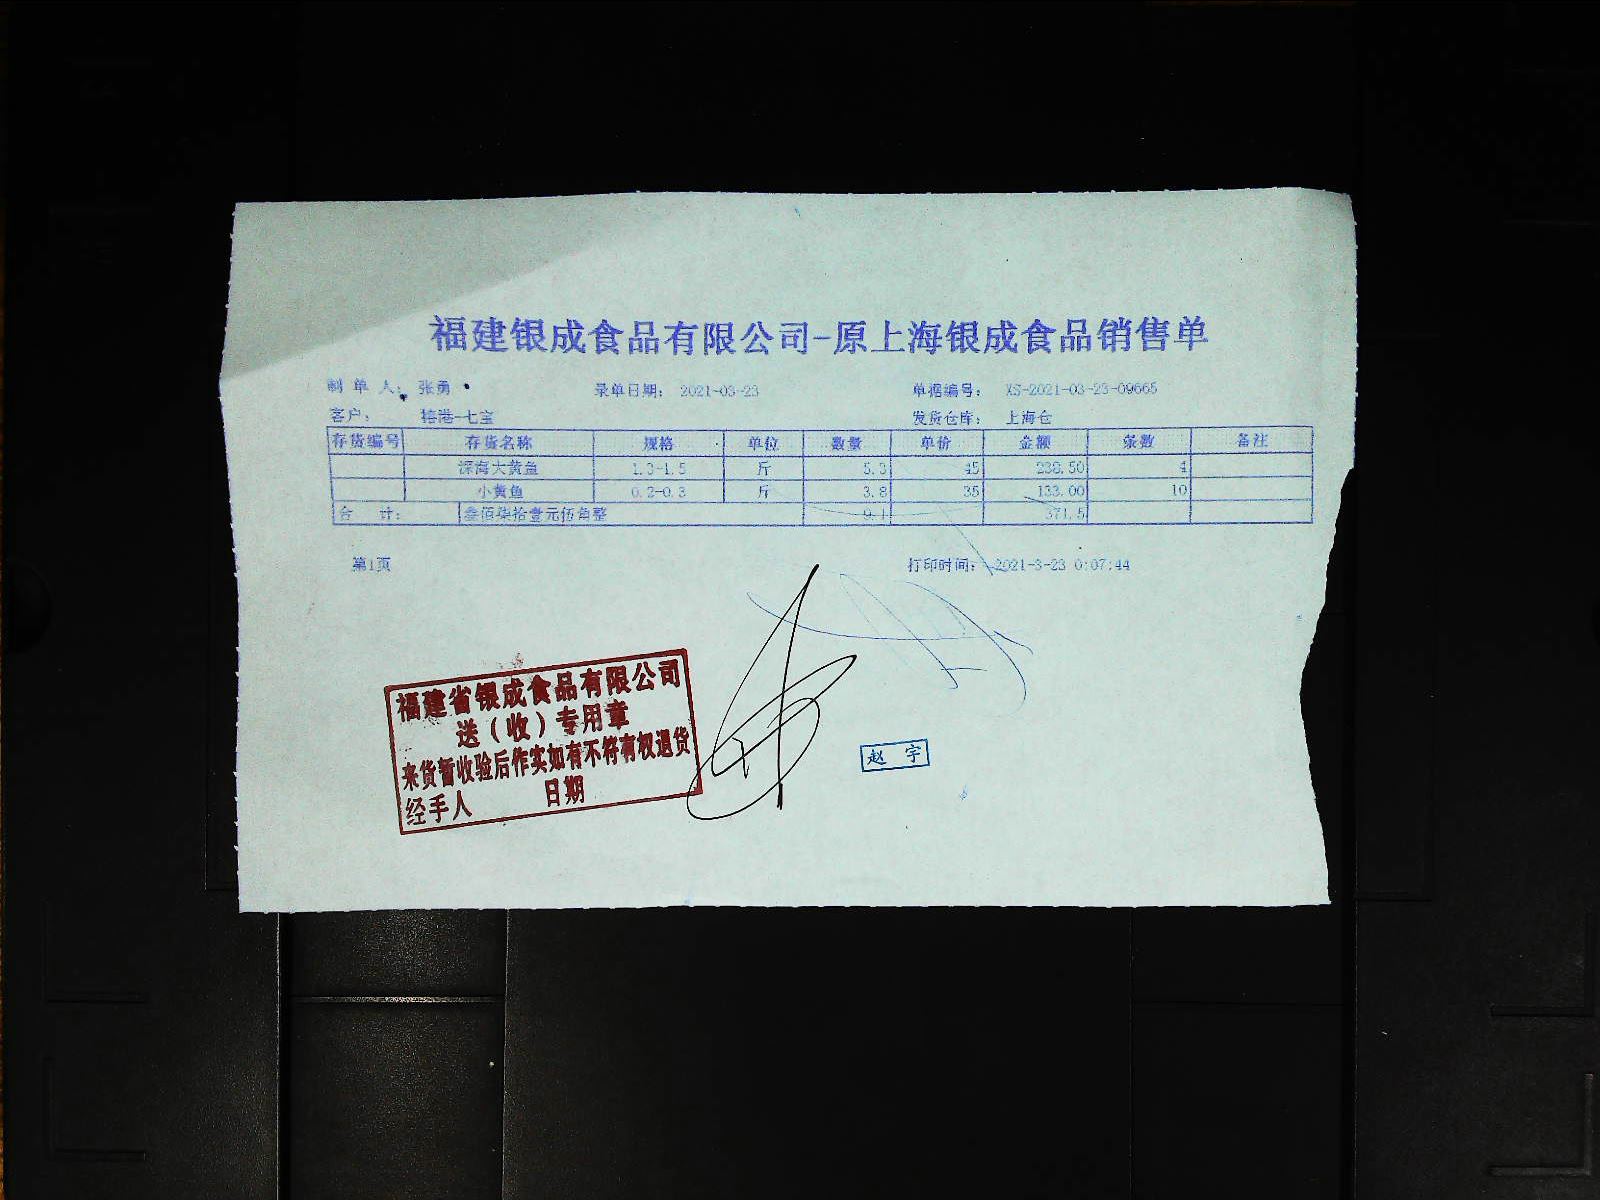 福建银成食品有限公司-原上海银成食品销售单
制 单 人： 张勇 录单日期： 2021-03-23 单据编号： XS-2021-03-23-09665
客户： 港-七宝 发货仓库： 上海仓
存货编号 存货名称 规格 单位 数量 单价 金额 条数 备注
深海大黄鱼 1.3-1.5 斤 5.3 45 238.50 4
小黄鱼 0.2-0.3 斤 3.8 35 133.00 10
合 计： 叁佰柒拾壹元伍角整 9.1 371.5
第1页 打印时间： 2021-3-23 0:07:44
福建省银成食品有限公司
送（收）专用章
来货暂收验后作实如有不符有权退货
经手人 日期
赵 宇